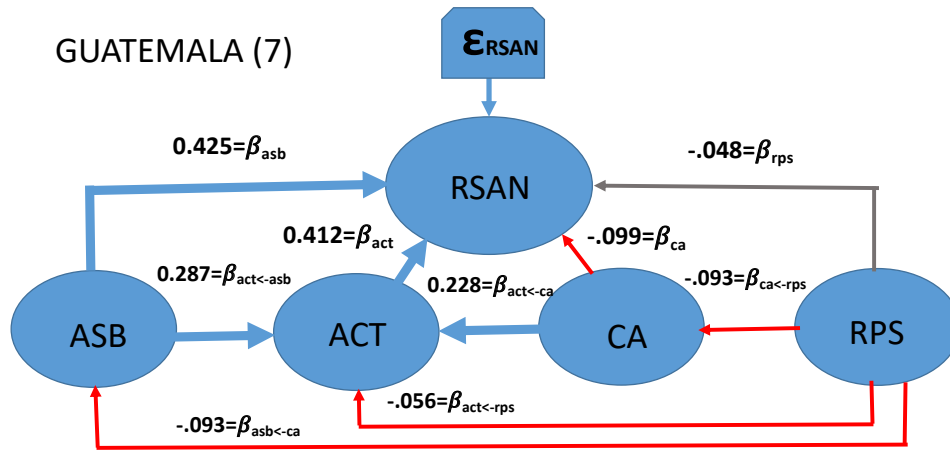 GUATEMALA (7)
εRSAN
0.425=βasb
-.048=βrps
RSAN
0.412=βact
-.099=βca
0.287=βact<-asb
0.228=βact<-ca
-.093=βca<-rps
ASB
ACT
CA
RPS
-.056=βact<-rps
-.093=βasb<-ca